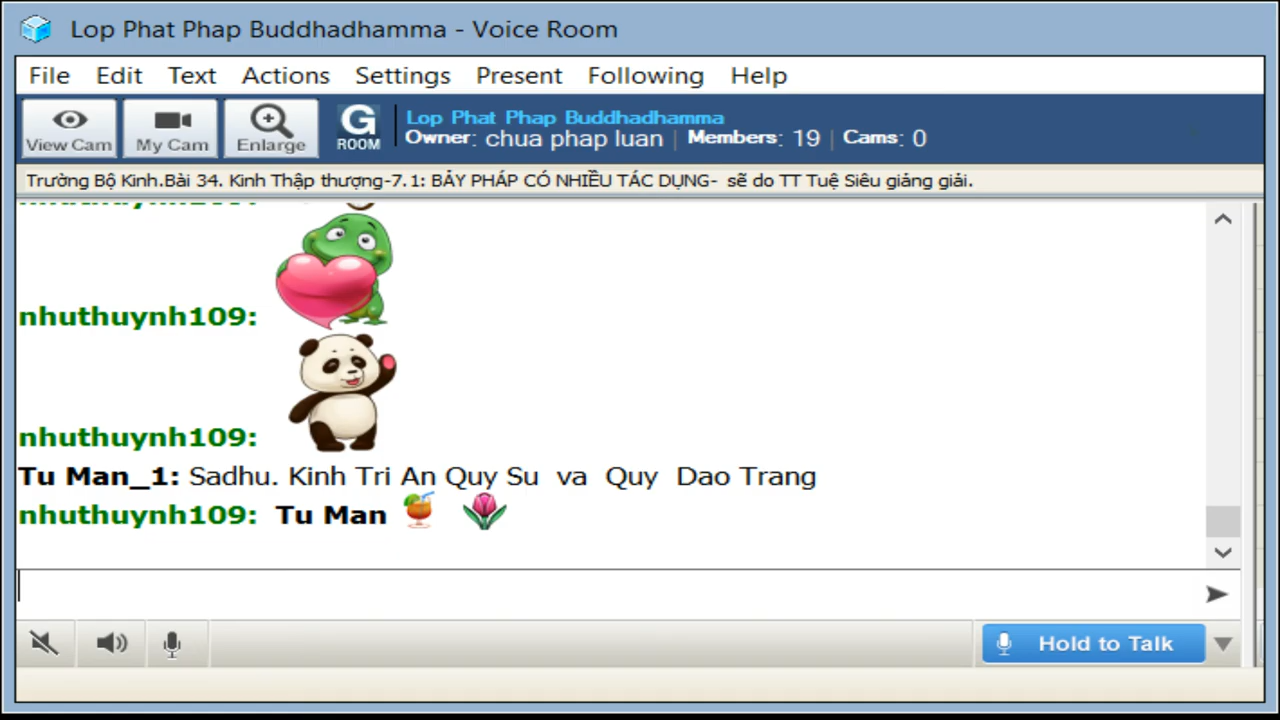 Lop Phat Phap Buddhadhamma - Voice Room
File Edit Text Actions Settings Present Following Help
View Cam My Cam Enlarge G ROOM
Lop Phat Phap Buddhadhamma
Owner: chua phap luan | Members: 19 | Cams: 0
Trường Bộ Kinh.Bài 34. Kinh Thập thượng-7.1: BẢY PHÁP CÓ NHIỀU TÁC DỤNG- sẽ do TT Tuệ Siêu giảng giải.
nhuthuynh109:
nhuthuynh109:
Tu Man_1: Sadhu. Kinh Tri An Quy Su va Quy Dao Trang
nhuthuynh109: Tu Man
Hold to Talk